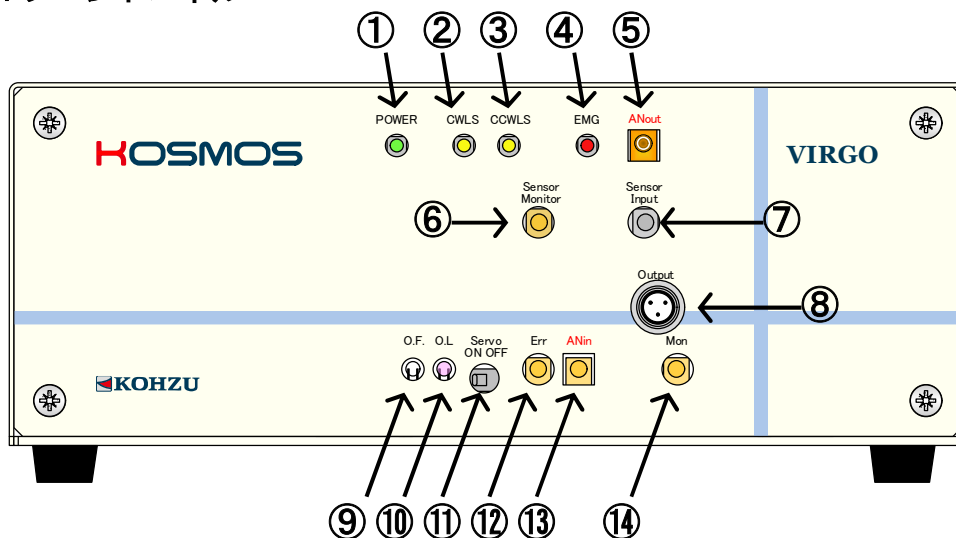 ① ② ③ ④ ⑤
POWER CWLS CCWLS EMG ANout
KOSMOS
VIRGO
Sensor
Monitor
Sensor
Input
⑥ ⑦
Output
⑧
O.F. O.L Servo
ON OFF
Err ANin Mon
KOHZU
⑨ ⑩ ⑪ ⑫ ⑬ ⑭